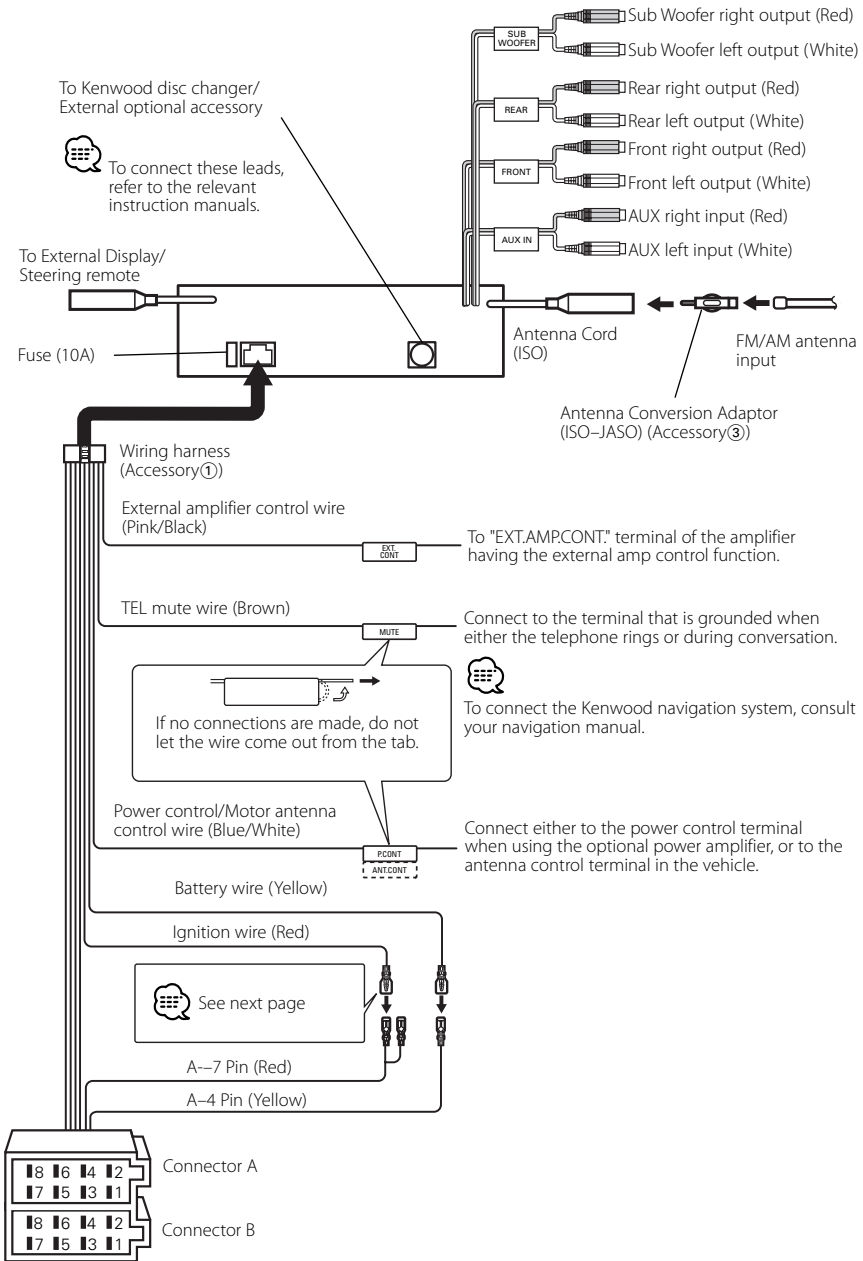 Sub Woofer right output (Red)
SUB
WOOFER
Sub Woofer left output (White)
To Kenwood disc changer/
External optional accessory
Rear right output (Red)
REAR
Rear left output (White)
To connect these leads,
refer to the relevant
instruction manuals.
Front right output (Red)
FRONT
Front left output (White)
AUX right input (Red)
AUX IN
AUX left input (White)
To External Display/
Steering remote
Antenna Cord
(ISO)
FM/AM antenna
input
Fuse (10A)
Antenna Conversion Adaptor
(ISO–JASO) (Accessory③)
Wiring harness
(Accessory①)
External amplifier control wire
(Pink/Black)
EXT.
CONT
To "EXT.AMP.CONT." terminal of the amplifier
having the external amp control function.
TEL mute wire (Brown)
MUTE
Connect to the terminal that is grounded when
either the telephone rings or during conversation.
If no connections are made, do not
let the wire come out from the tab.
To connect the Kenwood navigation system, consult
your navigation manual.
Power control/Motor antenna
control wire (Blue/White)
P.CONT
ANT.CONT
Connect either to the power control terminal
when using the optional power amplifier, or to the
antenna control terminal in the vehicle.
Battery wire (Yellow)
Ignition wire (Red)
See next page
A-–7 Pin (Red)
A–4 Pin (Yellow)
Connector A
8 6 4 2
7 5 3 1
Connector B
8 6 4 2
7 5 3 1